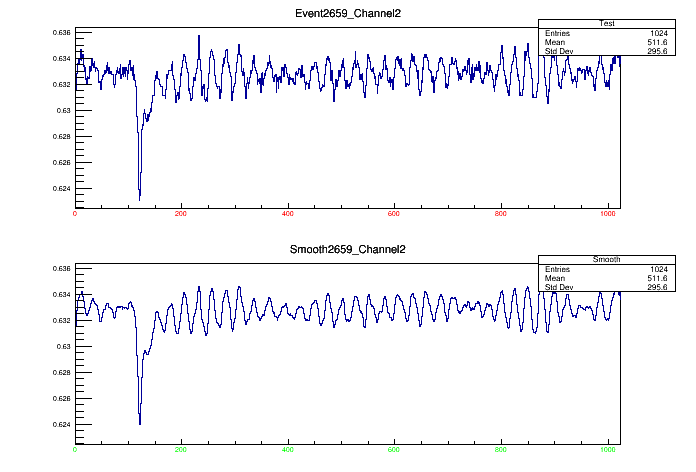 Event2659_Channel2
Test
Entries 1024
Mean 511.6
Std Dev 295.6
0.636
0.634
0.632
0.63
0.628
0.626
0.624
0 200 400 600 800 1000
Smooth2659_Channel2
Smooth
Entries 1024
Mean 511.6
Std Dev 295.6
0.636
0.634
0.632
0.63
0.628
0.626
0.624
0 200 400 600 800 1000